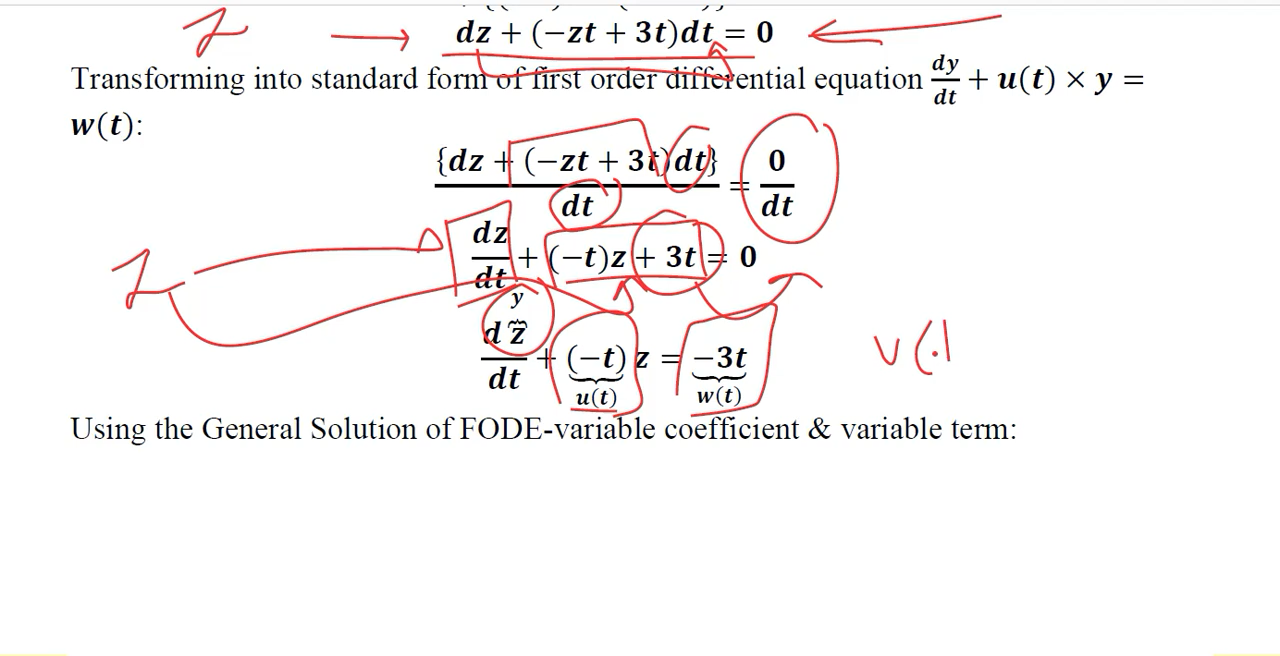 z dz + (−zt + 3t)dt = 0
Transforming into standard form of first order differential equation dy/dt + u(t) × y =
w(t):
{dz + (−zt + 3t)dt}/dt = 0/dt
dz/dt + (−t)z + 3t = 0
z
y
dz/dt + (−t)z = −3t
u(t) w(t)
Using the General Solution of FODE-variable coefficient & variable term: